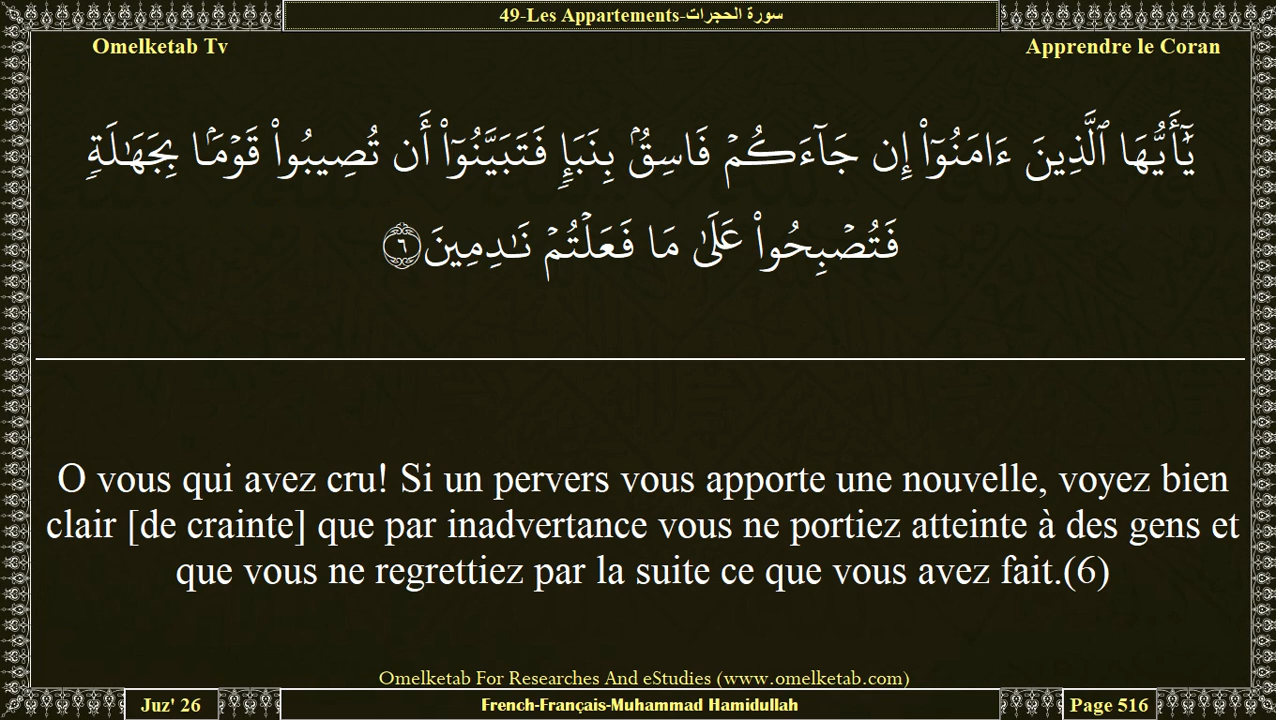 49-Les Appartements-سورة الحجرات
Omelketab Tv
Apprendre le Coran
يَٰٓأَيُّهَا ٱلَّذِينَ ءَامَنُوٓا۟ إِن جَآءَكُمۡ فَاسِقُۢ بِنَبَإٖ فَتَبَيَّنُوٓا۟ أَن تُصِيبُوا۟ قَوۡمَۢا بِجَهَٰلَةٖ
فَتُصۡبِحُوا۟ عَلَىٰ مَا فَعَلۡتُمۡ نَٰدِمِينَ ٦
O vous qui avez cru! Si un pervers vous apporte une nouvelle, voyez bien
clair [de crainte] que par inadvertance vous ne portiez atteinte à des gens et
que vous ne regrettiez par la suite ce que vous avez fait.(6)
Omelketab For Researches And eStudies (www.omelketab.com)
Juz' 26
French-Français-Muhammad Hamidullah
Page 516